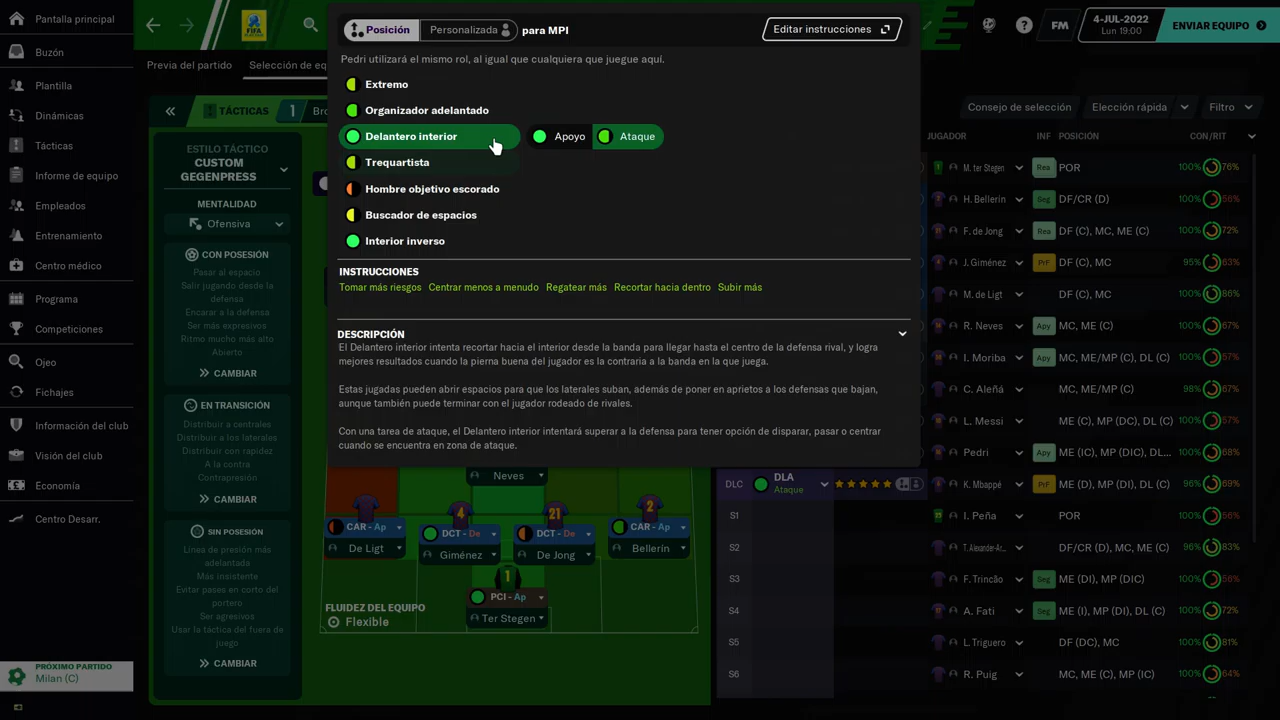 Pantalla principal
Buzón
Plantilla
Dinámicas
Tácticas
Informe de equipo
Empleados
Entrenamiento
Centro médico
Programa
Competiciones
Ojeo
Fichajes
Información del club
Visión del club
Economía
Centro Desarr.
PRÓXIMO PARTIDO
Milan (C)
Previa del partido
Selección de eq
FM
4-JUL-2022
Lun 19:00
ENVIAR EQUIPO
TÁCTICAS
1
Bro
ESTILO TÁCTICO
CUSTOM
GEGENPRESS
MENTALIDAD
Ofensiva
CON POSESIÓN
Pasar al espacio
Salir jugando desde la
defensa
Encarar a la defensa
Ser más expresivos
Ritmo mucho más alto
Abierto
CAMBIAR
EN TRANSICIÓN
Distribuir a centrales
Distribuir a los laterales
Distribuir con rapidez
A la contra
Contrapresión
CAMBIAR
SIN POSESIÓN
Línea de presión más
adelantada
Más insistente
Evitar pases en corto del
portero
Ser agresivos
Usar la táctica del fuera de
juego
CAMBIAR
Posición
Personalizada
para MPI
Editar instrucciones
Pedri utilizará el mismo rol, al igual que cualquiera que juegue aquí.
Extremo
Organizador adelantado
Delantero interior
Apoyo
Ataque
Trequartista
Hombre objetivo escorado
Buscador de espacios
Interior inverso
INSTRUCCIONES
Tomar más riesgos Centrar menos a menudo Regatear más Recortar hacia dentro Subir más
DESCRIPCIÓN
El Delantero interior intenta recortar hacia el interior desde la banda para llegar hasta el centro de la defensa rival, y logra
mejores resultados cuando la pierna buena del jugador es la contraria a la banda en la que juega.
Estas jugadas pueden abrir espacios para que los laterales suban, además de poner en aprietos a los defensas que bajan,
aunque también puede terminar con el jugador rodeado de rivales.
Con una tarea de ataque, el Delantero interior intentará superar a la defensa para tener opción de disparar, pasar o centrar
cuando se encuentra en zona de ataque.
Neves
4 21 2
CAR - Ap DCT - De DCT - De CAR - Ap
De Ligt Giménez De Jong Bellerín
1
PCI - Ap
Ter Stegen
FLUIDEZ DEL EQUIPO
Flexible
Consejo de selección Elección rápida Filtro
JUGADOR INF POSICIÓN CON/RIT
M. ter Stegen Rea POR 100% 76%
H. Bellerin Seg DF/CR (D) 100% 56%
F. de Jong Rea DF (C), MC, ME (C) 100% 72%
J. Giménez PrF DF (C), MC 95% 63%
M. de Ligt DF (C), MC 100% 86%
R. Neves Apy MC, ME (C) 100% 67%
I. Moriba Apy MC, ME/MP (C), DL (C) 100% 57%
C. Aleñá MC, ME/MP (C) 98% 67%
L. Messi ME (C), MP (DC), DL (C) 100%
Pedri Apy ME (IC), MP (DIC), DL... 100%
DLC DLA
Ataque
K. Mbappé PrF ME (D), MP (DI), DL (C) 96% 69%
S1 I. Peña POR 100% 56%
S2 T. Alexander-Ar... DF/CR (D), MC, ME (C) 96% 83%
S3 F. Trincão Seg ME (DI), MP (DIC) 100% 56%
S4 A. Fati Seg ME (I), MP (DI), DL (C) 100% 72%
S5 L. Triguero DF (DC), MC 100% 81%
S6 R. Puig MC, ME (C), MP (IC) 100% 64%